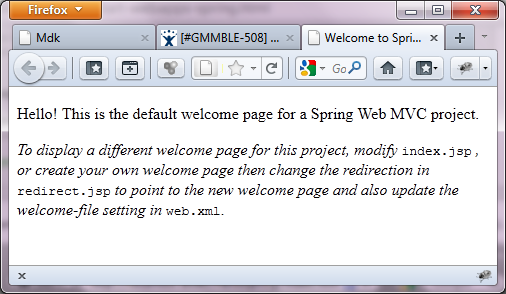 Firefox
Mdk
[#GMMBLE-508] ...
Welcome to Spri...
Go
Hello! This is the default welcome page for a Spring Web MVC project.
To display a different welcome page for this project, modify index.jsp ,
or create your own welcome page then change the redirection in
redirect.jsp to point to the new welcome page and also update the
welcome-file setting in web.xml.